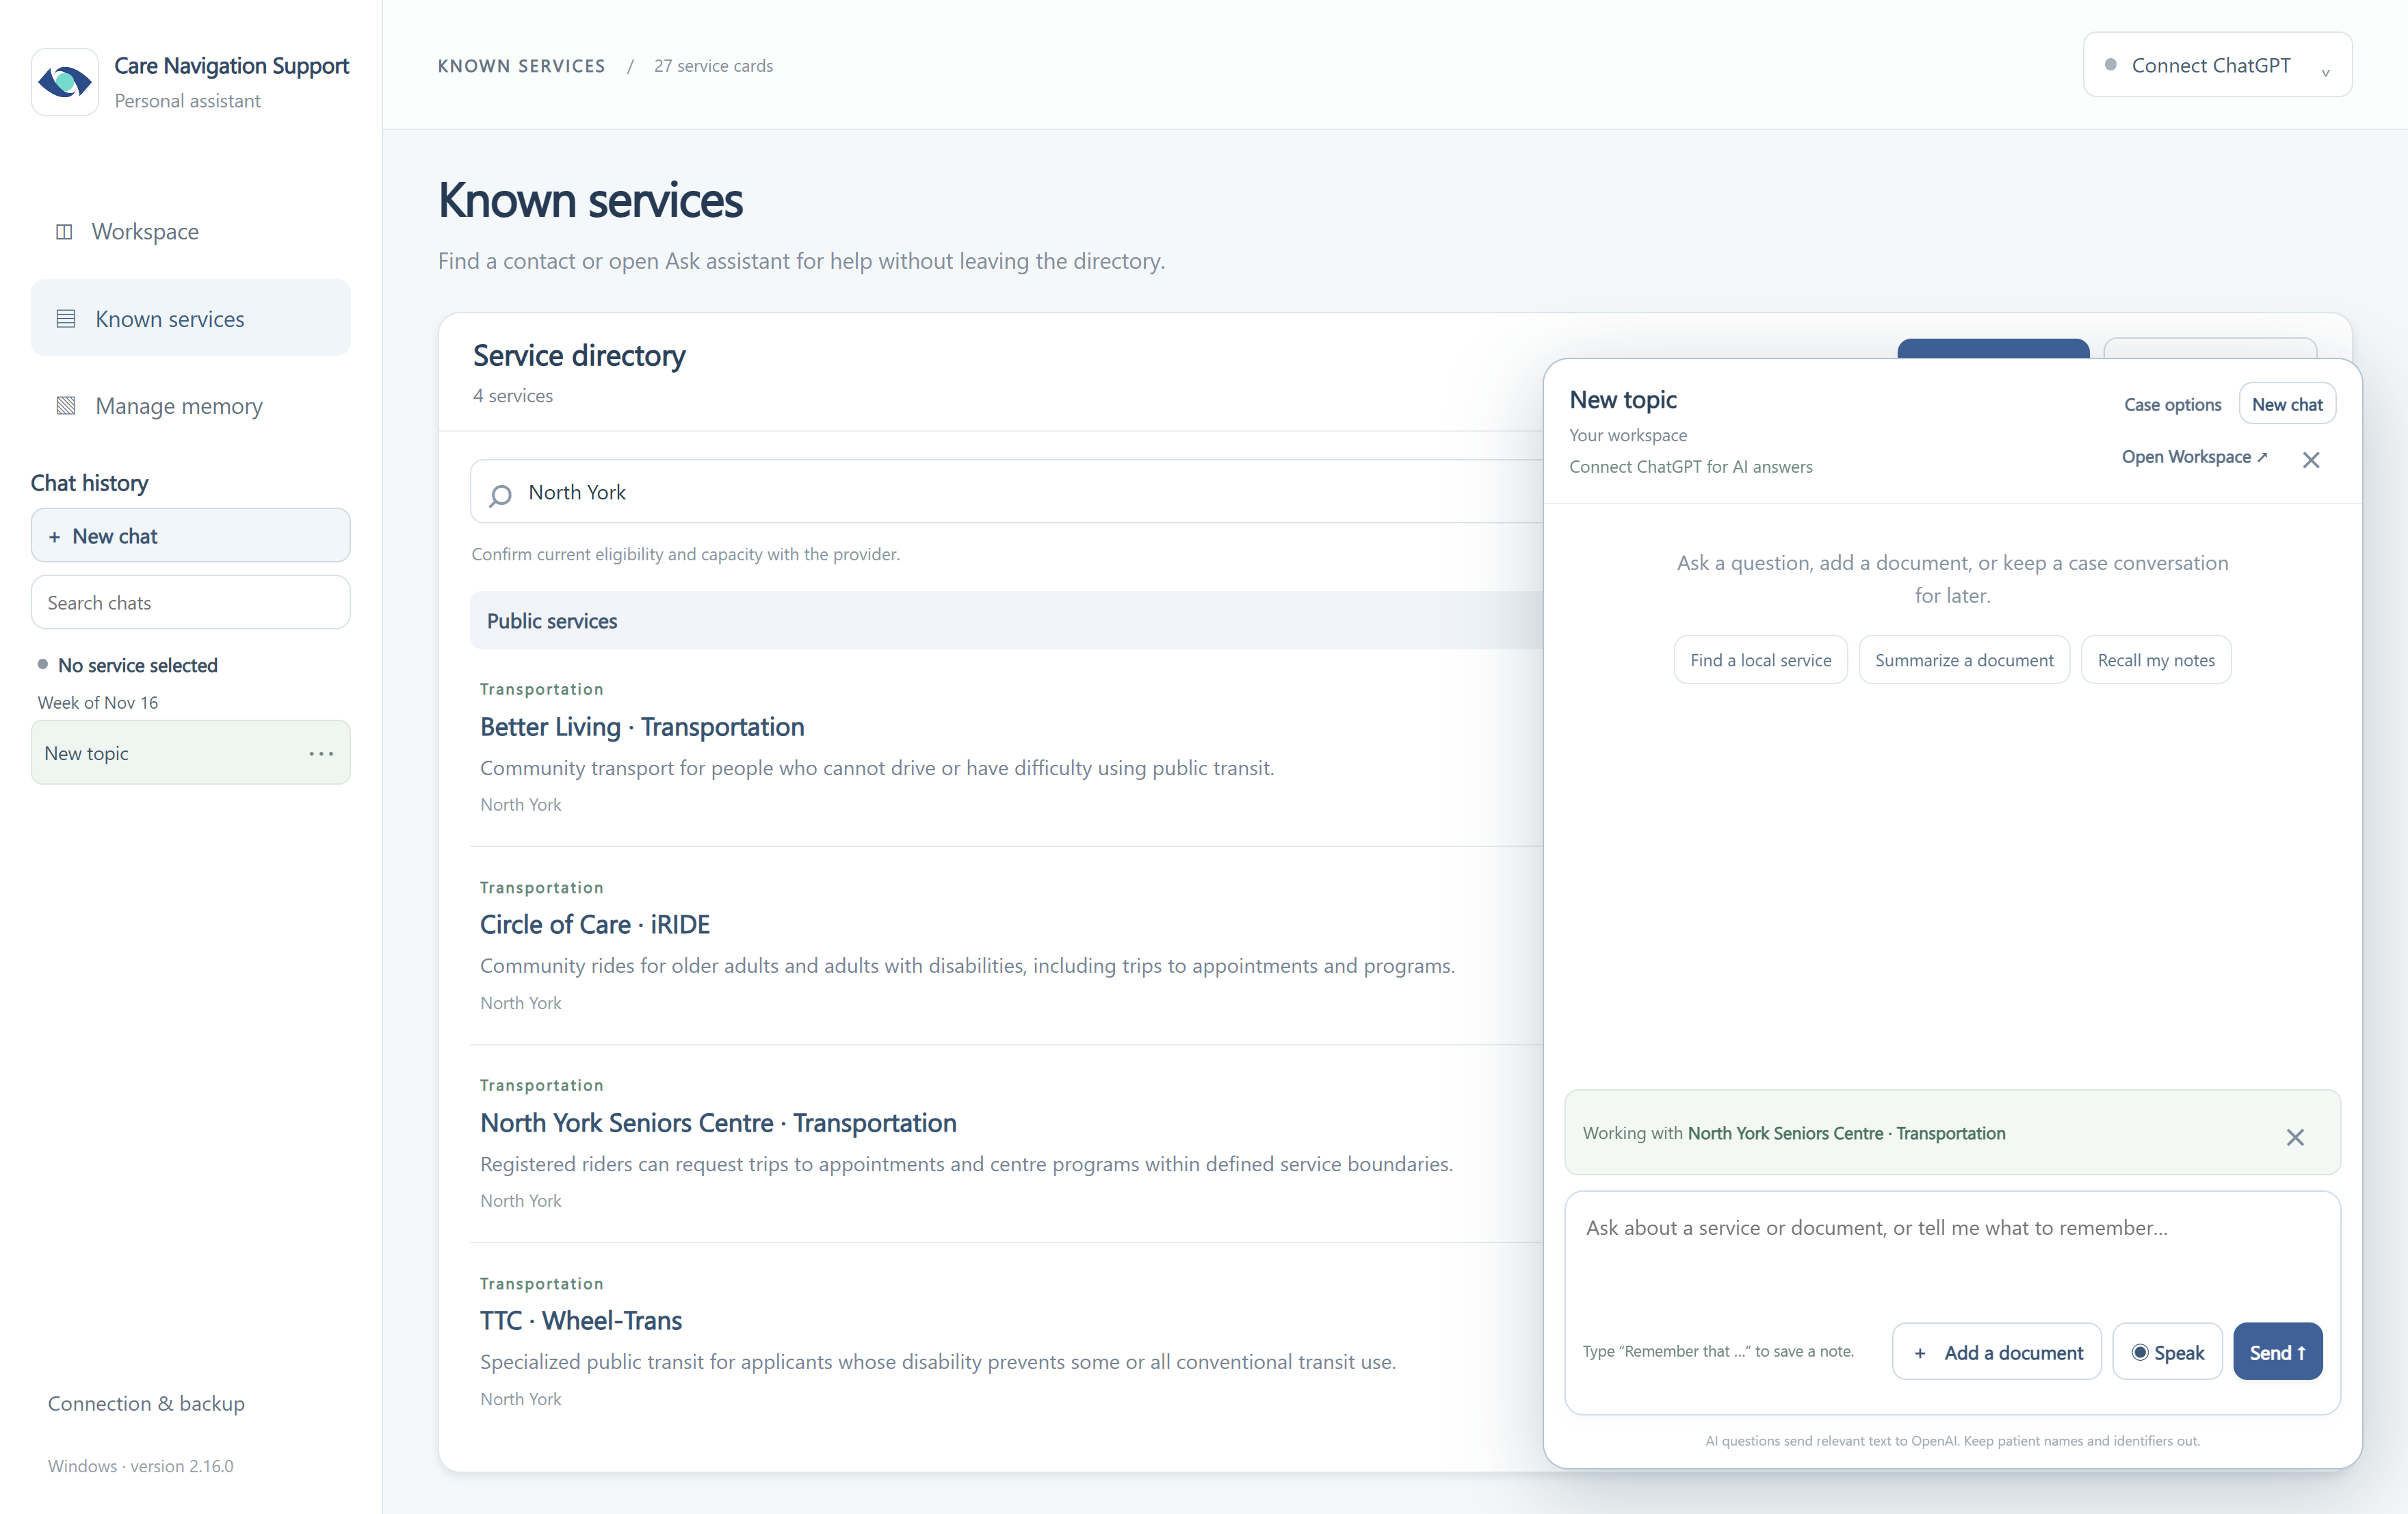 Care Navigation Support
Personal assistant
Workspace
Known services
Manage memory
Chat history
+ New chat
Search chats
No service selected
Week of Nov 16
New topic
Connection & backup
Windows · version 2.16.0
KNOWN SERVICES / 27 service cards
Connect ChatGPT
Known services
Find a contact or open Ask assistant for help without leaving the directory.
Service directory
4 services
North York
Confirm current eligibility and capacity with the provider.
Public services
Transportation
Better Living · Transportation
Community transport for people who cannot drive or have difficulty using public transit.
North York
Transportation
Circle of Care · iRIDE
Community rides for older adults and adults with disabilities, including trips to appointments and programs.
North York
Transportation
North York Seniors Centre · Transportation
Registered riders can request trips to appointments and centre programs within defined service boundaries.
North York
Transportation
TTC · Wheel-Trans
Specialized public transit for applicants whose disability prevents some or all conventional transit use.
North York
New topic
Your workspace
Connect ChatGPT for AI answers
Case options
New chat
Open Workspace ↗
Ask a question, add a document, or keep a case conversation
for later.
Find a local service
Summarize a document
Recall my notes
Working with North York Seniors Centre · Transportation
Ask about a service or document, or tell me what to remember...
Type “Remember that ...” to save a note.
+ Add a document
Speak
Send ↑
AI questions send relevant text to OpenAI. Keep patient names and identifiers out.